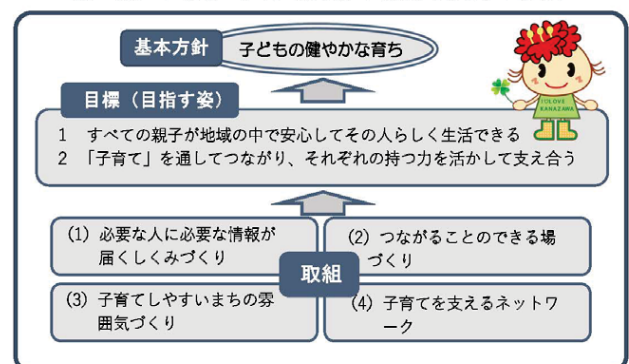 基本方針
子どもの健やかな育ち
目標（目指す姿）
1 すべての親子が地域の中で安心してその人らしく生活できる
2 「子育て」を通してつながり、それぞれの持つ力を活かして支え合う
(1) 必要な人に必要な情報が
届くしくみづくり
(2) つながることのできる場
づくり
取組
(3) 子育てしやすいまちの雰
囲気づくり
(4) 子育てを支えるネットワ
ーク